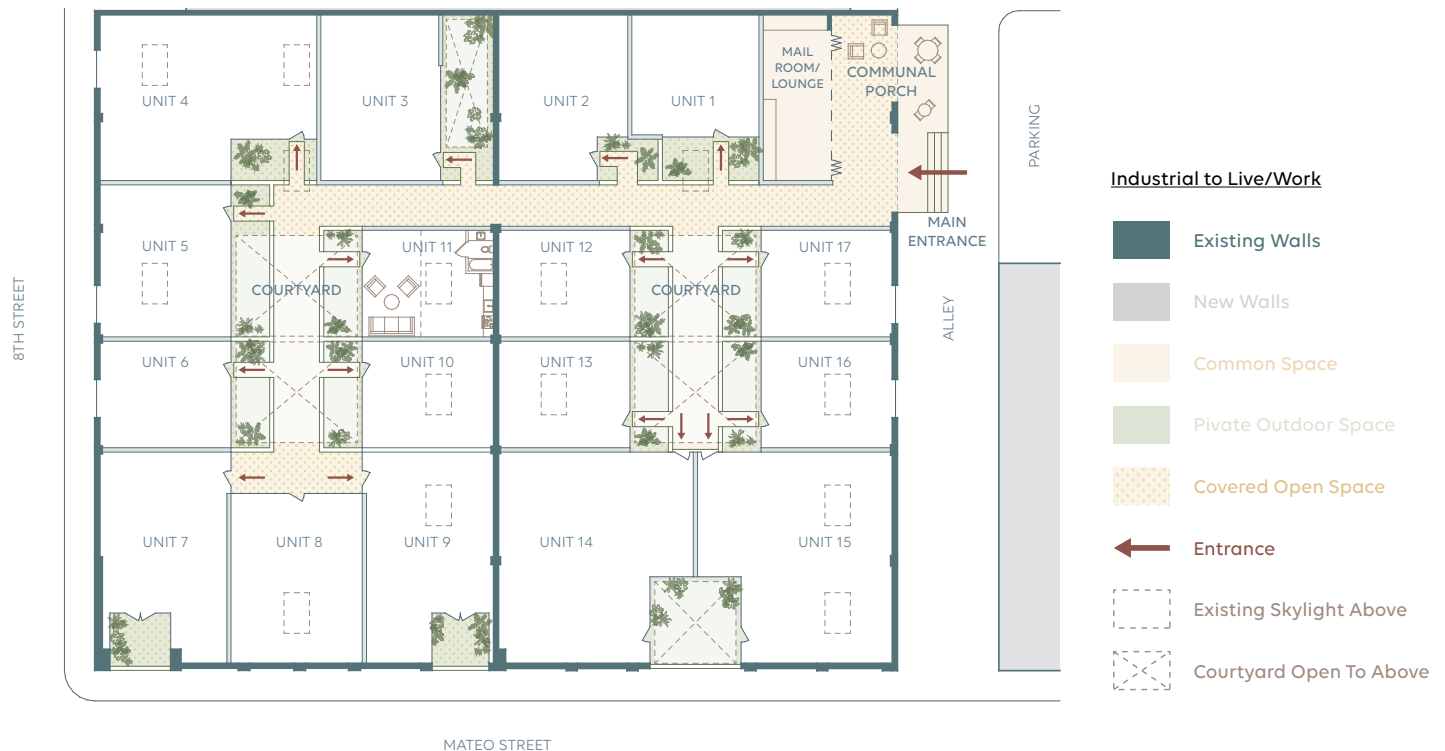 UNIT 4
UNIT 3
UNIT 2
UNIT 1
MAIL
ROOM/
LOUNGE
COMMUNAL
PORCH
PARKING
MAIN
ENTRANCE
UNIT 5
UNIT 11
UNIT 12
UNIT 17
COURTYARD
COURTYARD
8TH STREET
ALLEY
UNIT 6
UNIT 10
UNIT 13
UNIT 16
UNIT 7
UNIT 8
UNIT 9
UNIT 14
UNIT 15
MATEO STREET
Industrial to Live/Work
Existing Walls
New Walls
Common Space
Pivate Outdoor Space
Covered Open Space
Entrance
Existing Skylight Above
Courtyard Open To Above